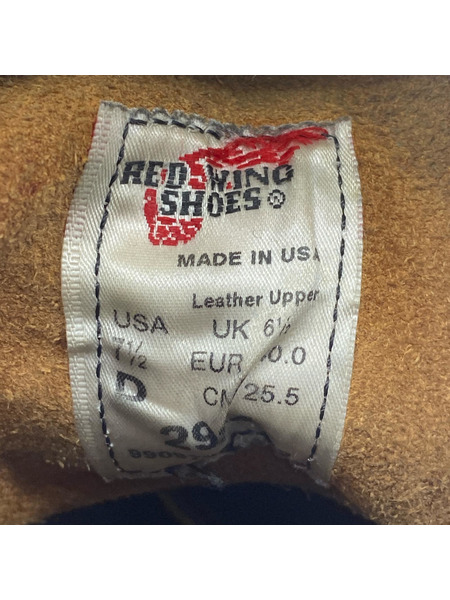 RED WING
SHOES®
MADE IN USA
Leather Upper
USA UK 6½
7½ EUR 40.0
D CM 25.5